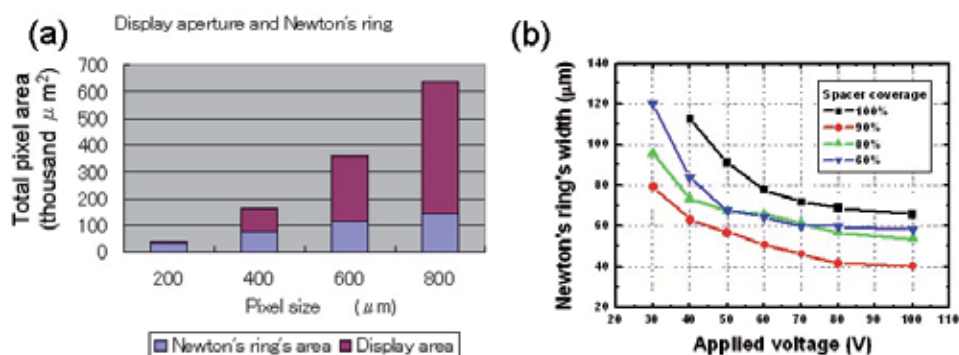 (a)
Display aperture and Newton's ring
Total pixel area
(thousand μm²)
700
600
500
400
300
200
100
0
200 400 600 800
Pixel size (μm)
Newton's ring's area Display area
(b)
Newton's ring's width (μm)
120
100
80
60
40
20
Spacer coverage
100%
90%
80%
60%
20 30 40 50 60 70 80 90 100 110
Applied voltage (V)